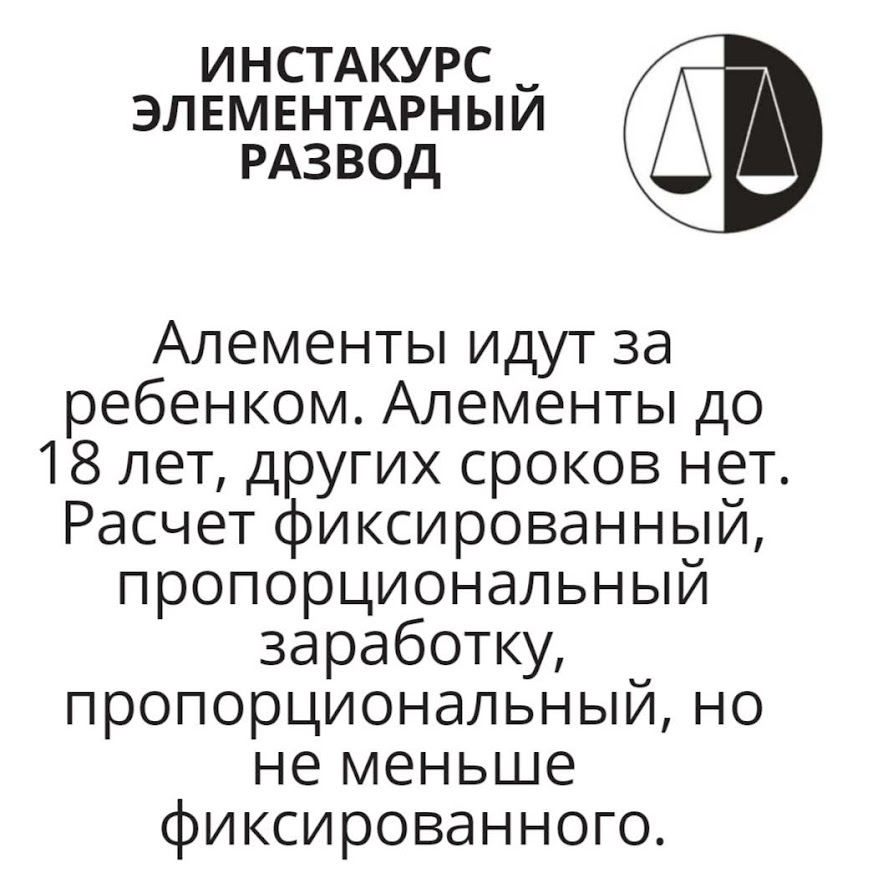 ИНСТАКУРС
ЭЛЕМЕНТАРНЫЙ
РАЗВОД
Алементы идут за
ребенком. Алементы до
18 лет, других сроков нет.
Расчет фиксированный,
пропорциональный
заработку,
пропорциональный, но
не меньше
фиксированного.